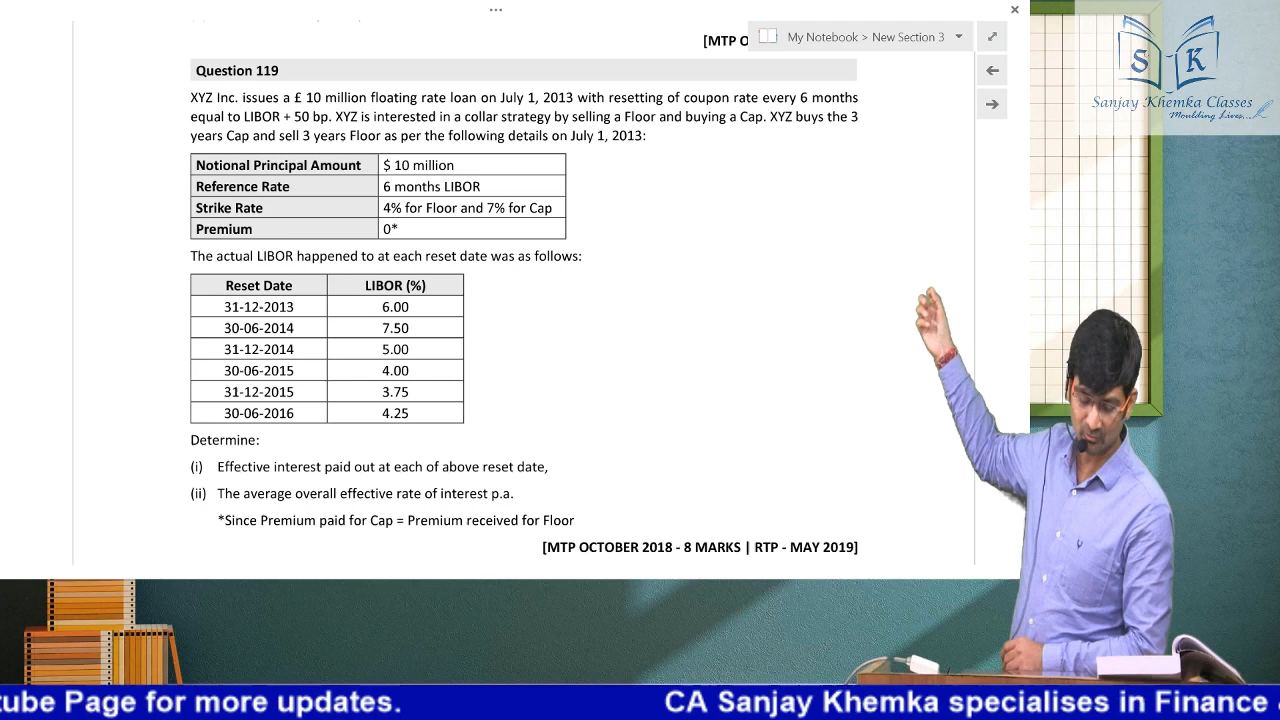 [MTP O
My Notebook > New Section 3
Question 119
XYZ Inc. issues a £ 10 million floating rate loan on July 1, 2013 with resetting of coupon rate every 6 months
equal to LIBOR + 50 bp. XYZ is interested in a collar strategy by selling a Floor and buying a Cap. XYZ buys the 3
years Cap and sell 3 years Floor as per the following details on July 1, 2013:
Notional Principal Amount $ 10 million
Reference Rate 6 months LIBOR
Strike Rate 4% for Floor and 7% for Cap
Premium 0*
The actual LIBOR happened to at each reset date was as follows:
Reset Date LIBOR (%)
31-12-2013 6.00
30-06-2014 7.50
31-12-2014 5.00
30-06-2015 4.00
31-12-2015 3.75
30-06-2016 4.25
Determine:
(i) Effective interest paid out at each of above reset date,
(ii) The average overall effective rate of interest p.a.
*Since Premium paid for Cap = Premium received for Floor
[MTP OCTOBER 2018 - 8 MARKS | RTP - MAY 2019]
S K
Sanjay Khemka Classes
Moulding Lives...
tube Page for more updates. CA Sanjay Khemka specialises in Finance